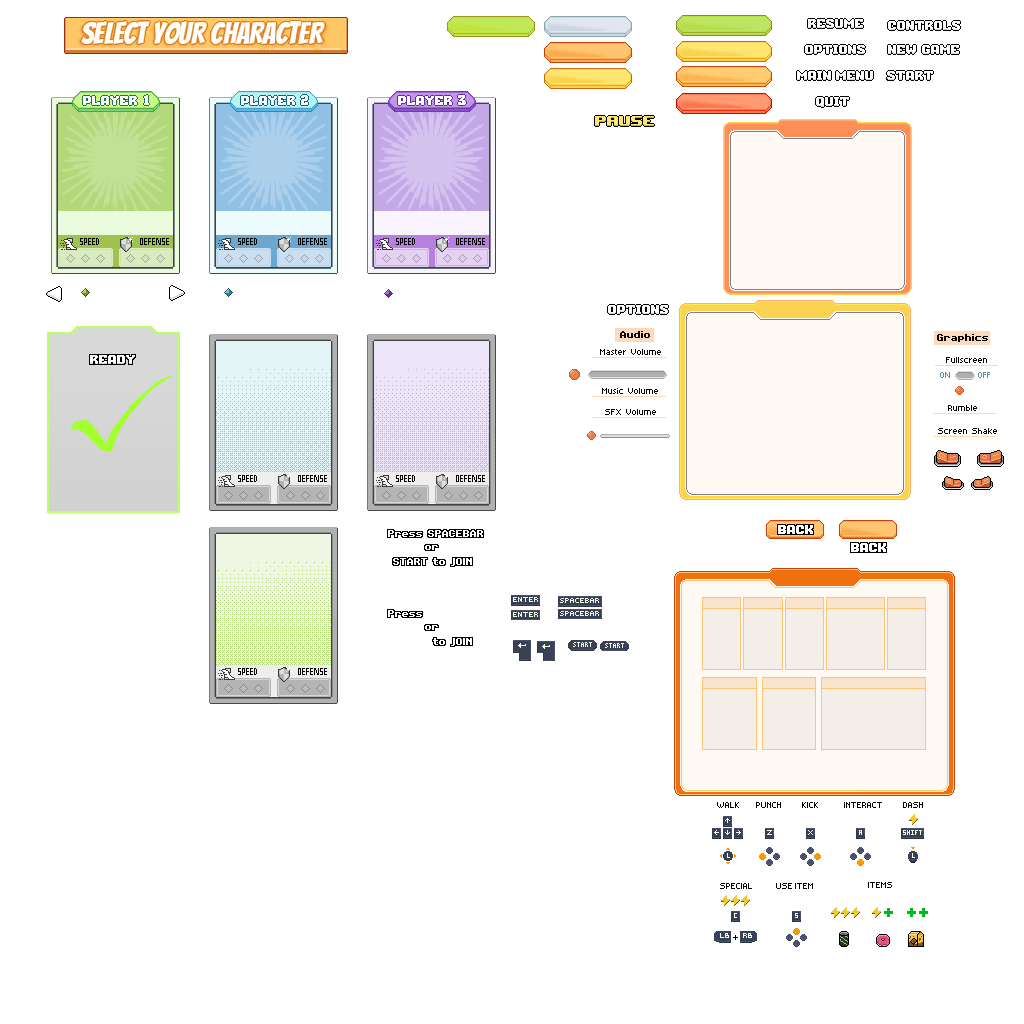 SELECT YOUR CHARACTER
RESUME
CONTROLS
OPTIONS
NEW GAME
MAIN MENU
START
QUIT
PAUSE
PLAYER 1
PLAYER 2
PLAYER 3
SPEED
DEFENSE
SPEED
DEFENSE
SPEED
DEFENSE
OPTIONS
Audio
Master Volume
Music Volume
SFX Volume
Graphics
Fullscreen
ON
OFF
Rumble
Screen Shake
READY
SPEED
DEFENSE
SPEED
DEFENSE
BACK
BACK
Press SPACEBAR
or
START to JOIN
Press
or
to JOIN
ENTER
SPACEBAR
ENTER
SPACEBAR
START
START
SPEED
DEFENSE
WALK
PUNCH
KICK
INTERACT
DASH
Z
X
A
SHIFT
L
L
SPECIAL
USE ITEM
ITEMS
C
S
LB + RB